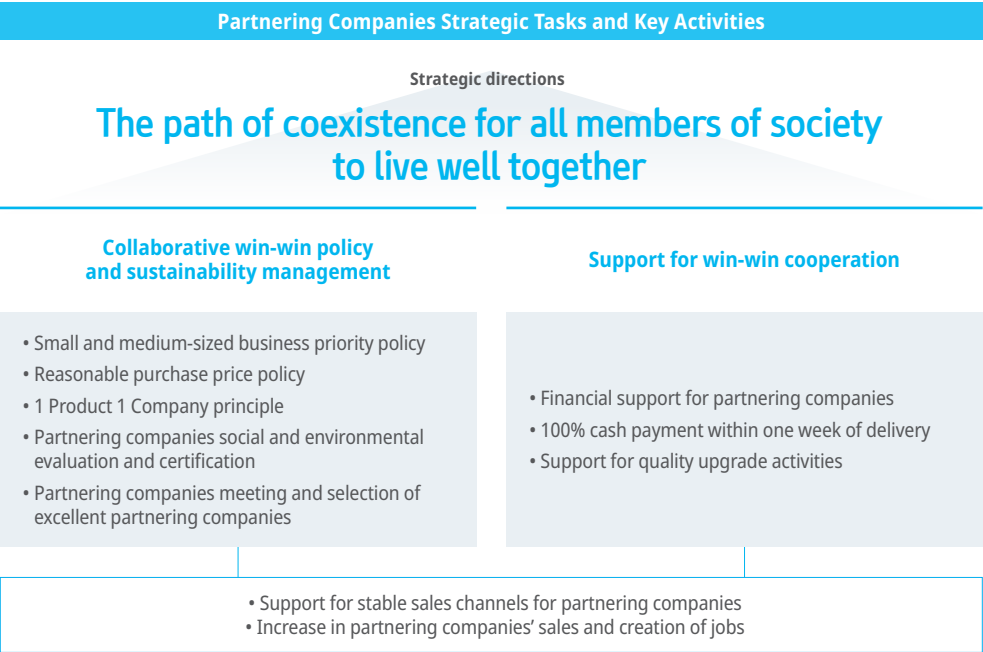 Partnering Companies Strategic Tasks and Key Activities
Strategic directions
The path of coexistence for all members of society
to live well together
Collaborative win-win policy
and sustainability management
• Small and medium-sized business priority policy
• Reasonable purchase price policy
• 1 Product 1 Company principle
• Partnering companies social and environmental
evaluation and certification
• Partnering companies meeting and selection of
excellent partnering companies
Support for win-win cooperation
• Financial support for partnering companies
• 100% cash payment within one week of delivery
• Support for quality upgrade activities
• Support for stable sales channels for partnering companies
• Increase in partnering companies’ sales and creation of jobs